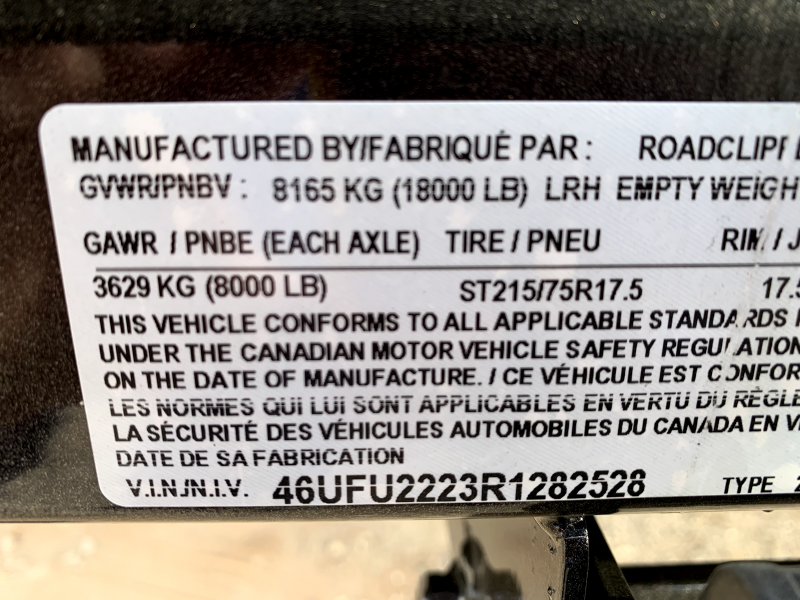 MANUFACTURED BY/FABRIQUÉ PAR: ROADCLIPPE
GVWR/PNBV: 8165 KG (18000 LB) LRH EMPTY WEIGH
GAWR / PNBE (EACH AXLE) TIRE / PNEU RIM / J
3629 KG (8000 LB) ST215/75R17.5 17.5
THIS VEHICLE CONFORMS TO ALL APPLICABLE STANDARDS
UNDER THE CANADIAN MOTOR VEHICLE SAFETY REGULATION
ON THE DATE OF MANUFACTURE. / CE VÉHICULE EST CONFOR
LES NORMES QUI LUI SONT APPLICABLES EN VERTU DU RÈGLE
LA SÉCURITÉ DES VÉHICULES AUTOMOBILES DU CANADA EN V
DATE DE SA FABRICATION
V.I.N./N.I.V. 46UFU2223R1282528 TYPE